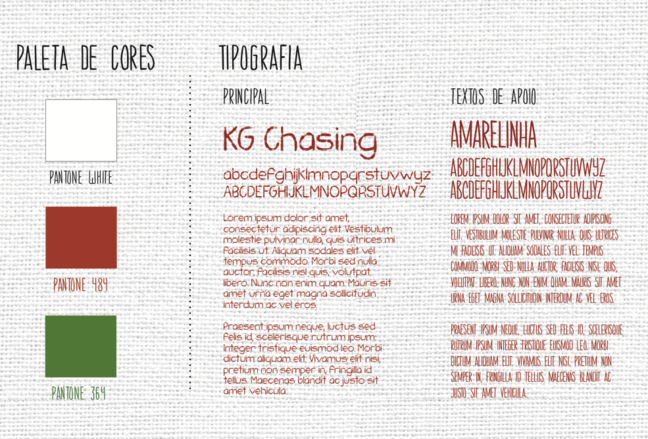 PALETA DE CORES
PANTONE WHITE
PANTONE 484
PANTONE 364
TIPOGRAFIA
PRINCIPAL
KG Chasing
abcdefghijklmnopqrstuvwyz
ABCDEFGHIJKLMNOPQRSTUVWYZ
Lorem ipsum dolor sit amet,
consectetur adipiscing elit. Vestibulum
molestie pulvinar nulla, quis ultrices mi
facilisis ut. Aliquam sodales elit vel
tempus commodo. Morbi sed nulla
auctor, facilisis nisl quis, volutpat
libero. Nunc non enim quam. Mauris sit
amet urna eget magna sollicitudin
interdum ac vel eros.
Praesent ipsum neque, luctus sed
felis id, scelerisque rutrum ipsum.
Integer tristique euismod leo. Morbi
dictum aliquam elit. Vivamus elit nisl,
pretium non semper in, fringilla id
tellus. Maecenas blandit ac justo sit
amet vehicula.
TEXTOS DE APOIO
AMARELINHA
ABCDEFGHIJKLMNOPQRSTUVWYZ
ABCDEFGHIJKLMNOPQRSTUVWYZ
LOREM IPSUM DOLOR SIT AMET, CONSECTETUR ADIPISCING
ELIT. VESTIBULUM MOLESTIE PULVINAR NULLA, QUIS ULTRICES
MI FACILISIS UT. ALIQUAM SODALES ELIT VEL TEMPUS
COMMODO. MORBI SED NULLA AUCTOR, FACILISIS NISL QUIS,
VOLUTPAT LIBERO. NUNC NON ENIM QUAM. MAURIS SIT AMET
URNA EGET MAGNA SOLLICITUDIN INTERDUM AC VEL EROS.
PRAESENT IPSUM NEQUE, LUCTUS SED FELIS ID, SCELERISQUE
RUTRUM IPSUM. INTEGER TRISTIQUE EUISMOD LEO. MORBI
DICTUM ALIQUAM ELIT. VIVAMUS ELIT NISL, PRETIUM NON
SEMPER IN, FRINGILLA ID TELLUS. MAECENAS BLANDIT AC
JUSTO SIT AMET VEHICULA.